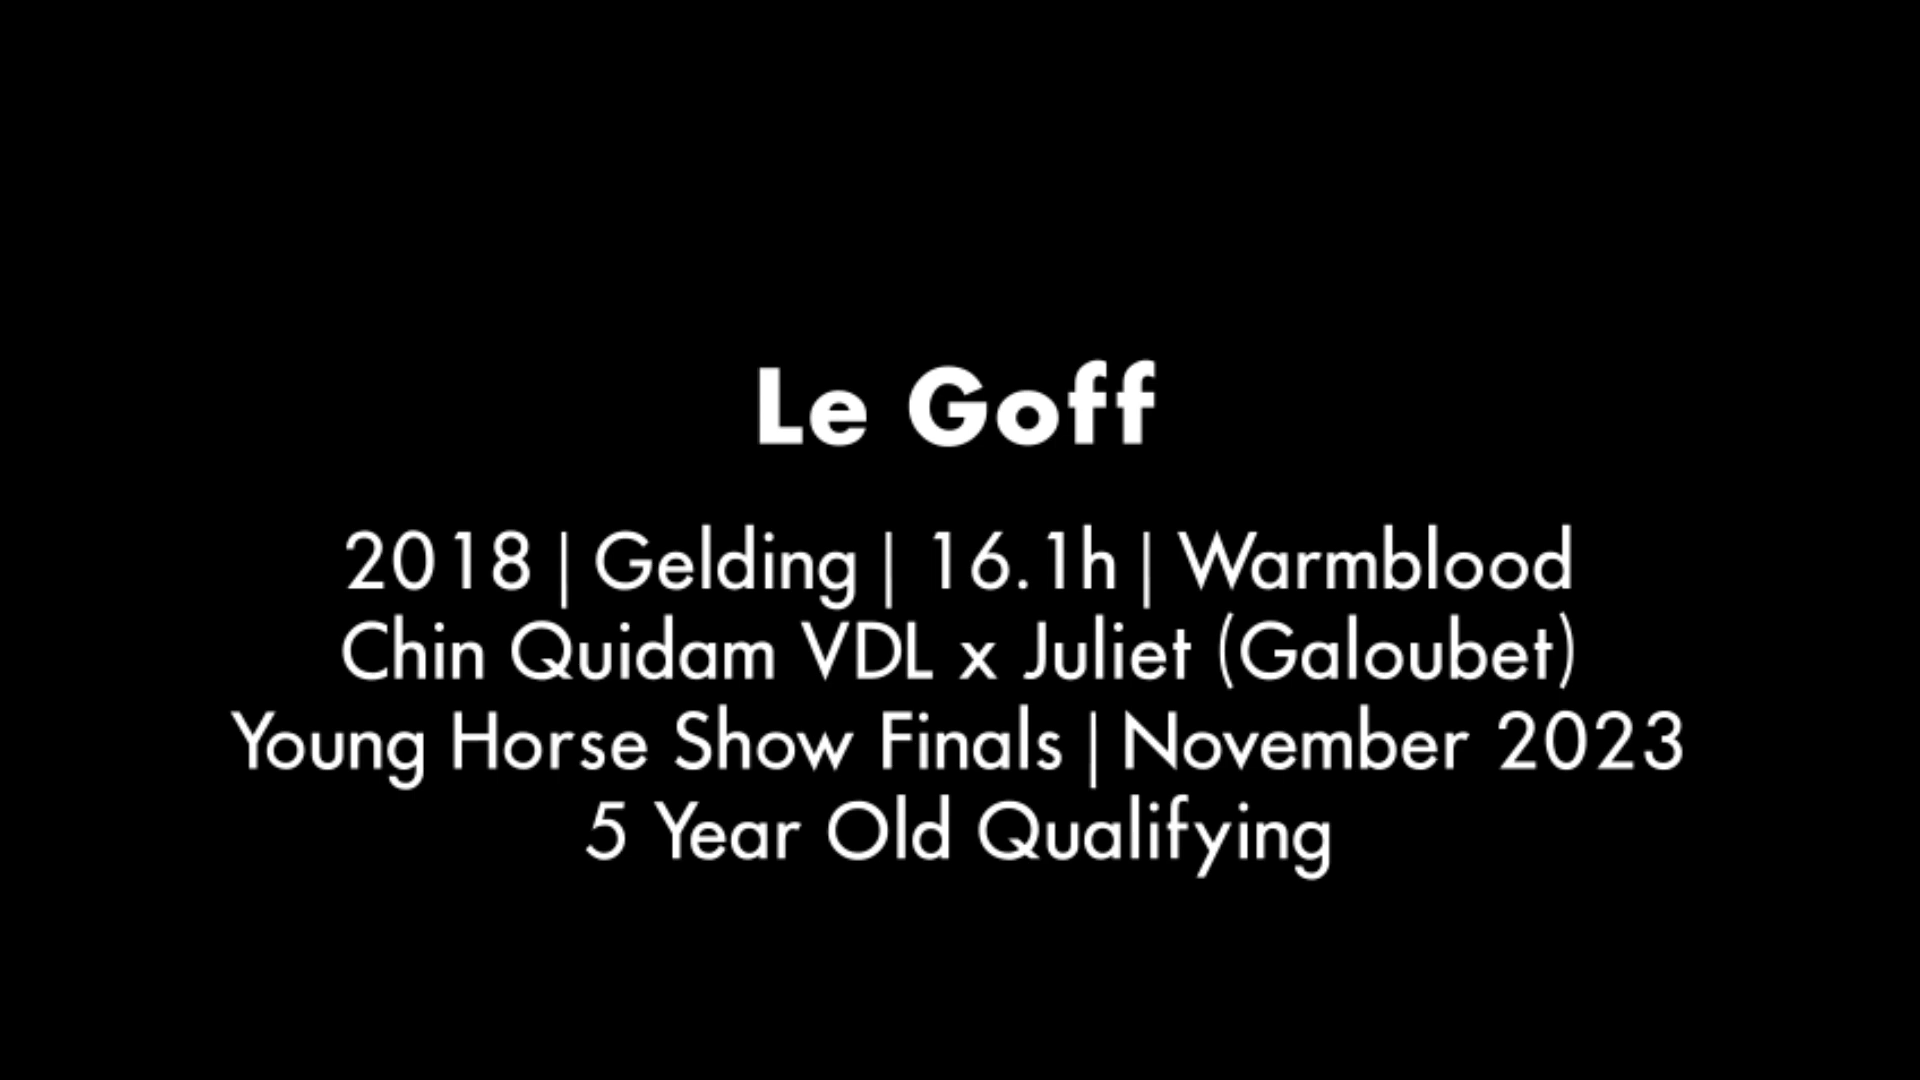 Le Goff
2018 | Gelding | 16.1h | Warmblood
Chin Quidam VDL x Juliet (Galoubet)
Young Horse Show Finals | November 2023
5 Year Old Qualifying